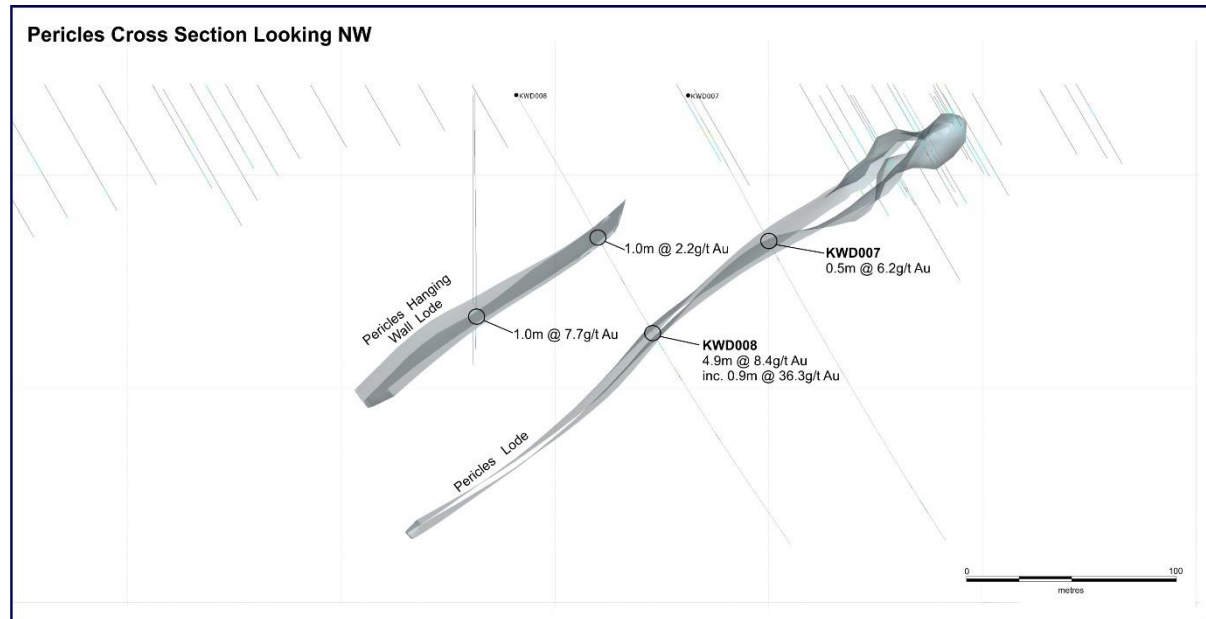 Pericles Cross Section Looking NW
KWD008
KWD007
1.0m @ 2.2g/t Au
KWD007
0.5m @ 6.2g/t Au
Pericles Hanging
Wall Lode
1.0m @ 7.7g/t Au
KWD008
4.9m @ 8.4g/t Au
inc. 0.9m @ 36.3g/t Au
Pericles Lode
0
100
metres